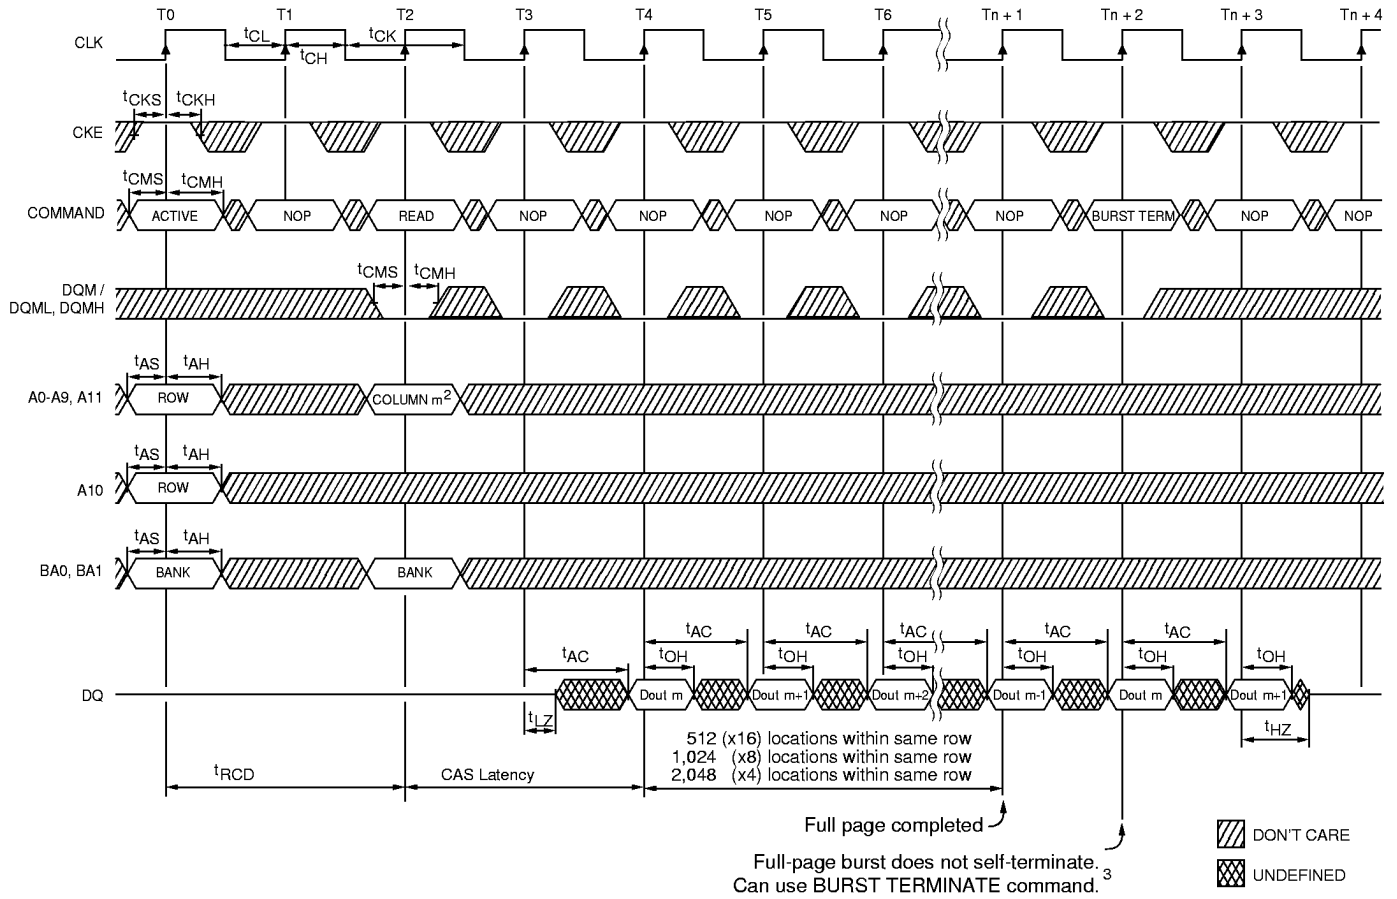 T0 T1 T2 T3 T4 T5 T6 Tn + 1 Tn + 2 Tn + 3 Tn + 4
CLK tCL tCH tCK
tCKS tCKH
CKE
tCMS tCMH
COMMAND ACTIVE NOP READ NOP NOP NOP NOP NOP BURST TERM NOP NOP
tCMS tCMH
DQM /
DQML, DQMH
tAS tAH
A0-A9, A11 ROW COLUMN m2
tAS tAH
A10 ROW
tAS tAH
BA0, BA1 BANK BANK
tAC tAC tAC tAC tAC tAC
tOH tOH tOH tOH tOH tOH
DQ Dout m Dout m+1 Dout m+2 Dout m-1 Dout m Dout m+1
tLZ tHZ
512 (x16) locations within same row
1,024 (x8) locations within same row
2,048 (x4) locations within same row
tRCD CAS Latency
Full page completed
Full-page burst does not self-terminate.
Can use BURST TERMINATE command. 3
DON'T CARE
UNDEFINED